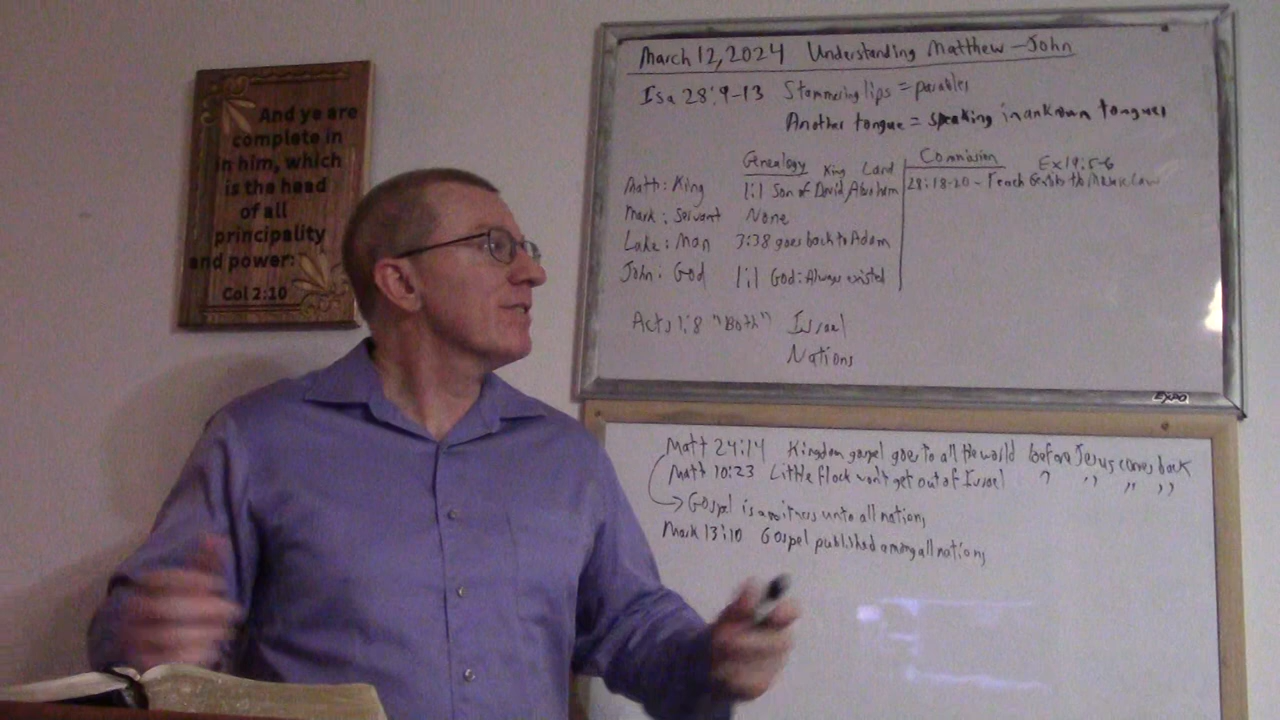 And ye are
complete in
in him, which
is the head
of all
principality
and power:
Col 2:10
March 12, 2024 Understanding Matthew - John
Isa 28:9-13 Stammering lips = parables
Another tongue = speaking in unknown tongues
Genealogy King Land Commission Ex 19:5-6
Matt: King 1:1 Son of David, Abraham 28:18-20 - Teach Gentiles the Mosaic Law
Mark: Servant None
Luke: Man 3:38 goes back to Adam
John: God 1:1 God: Always existed
Acts 1:8 "Both" Israel
Nations
EXPO
Matt 24:14 Kingdom gospel goes to all the world before Jesus comes back
Matt 10:23 Little flock won't get out of Israel " " " "
→ Gospel is a witness unto all nations
Mark 13:10 Gospel published among all nations